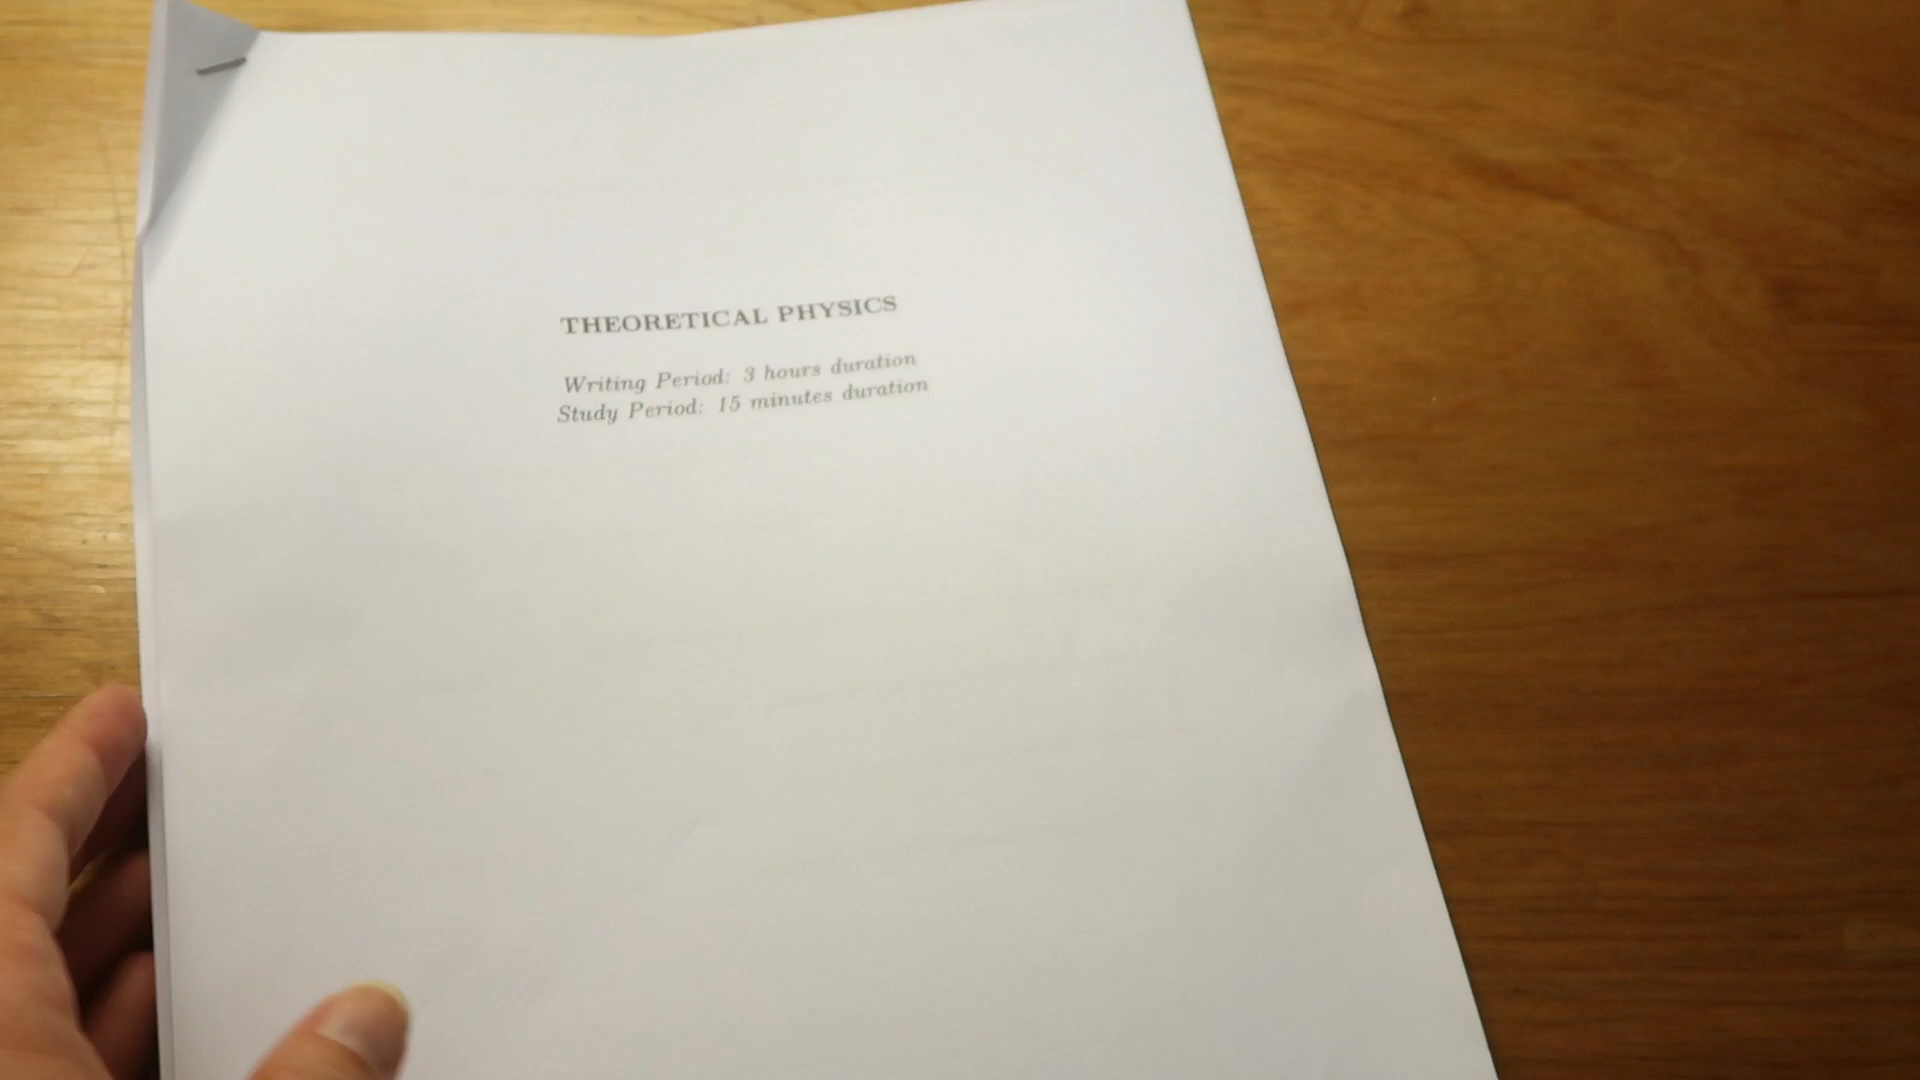 THEORETICAL PHYSICS
Writing Period: 3 hours duration
Study Period: 15 minutes duration